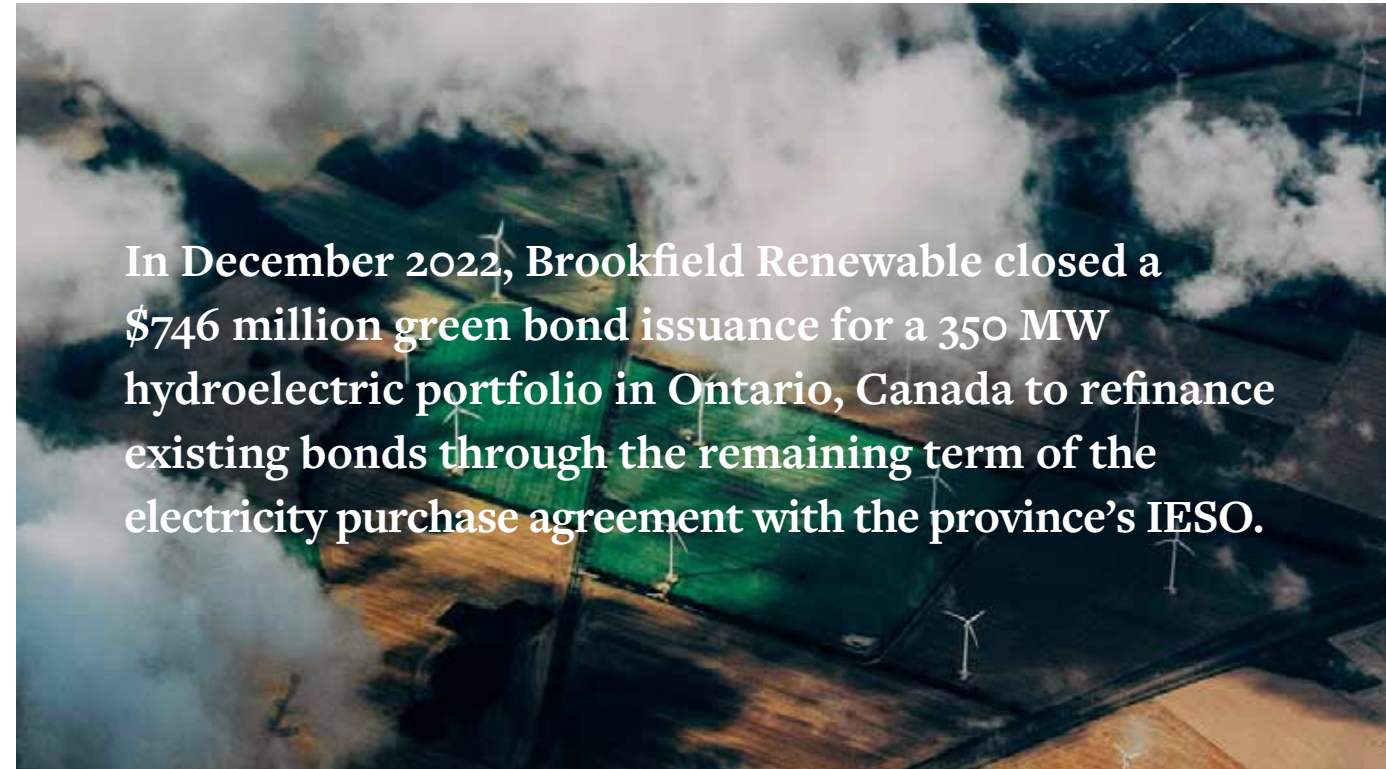 In December 2022, Brookfield Renewable closed a
$746 million green bond issuance for a 350 MW
hydroelectric portfolio in Ontario, Canada to refinance
existing bonds through the remaining term of the
electricity purchase agreement with the province’s IESO.